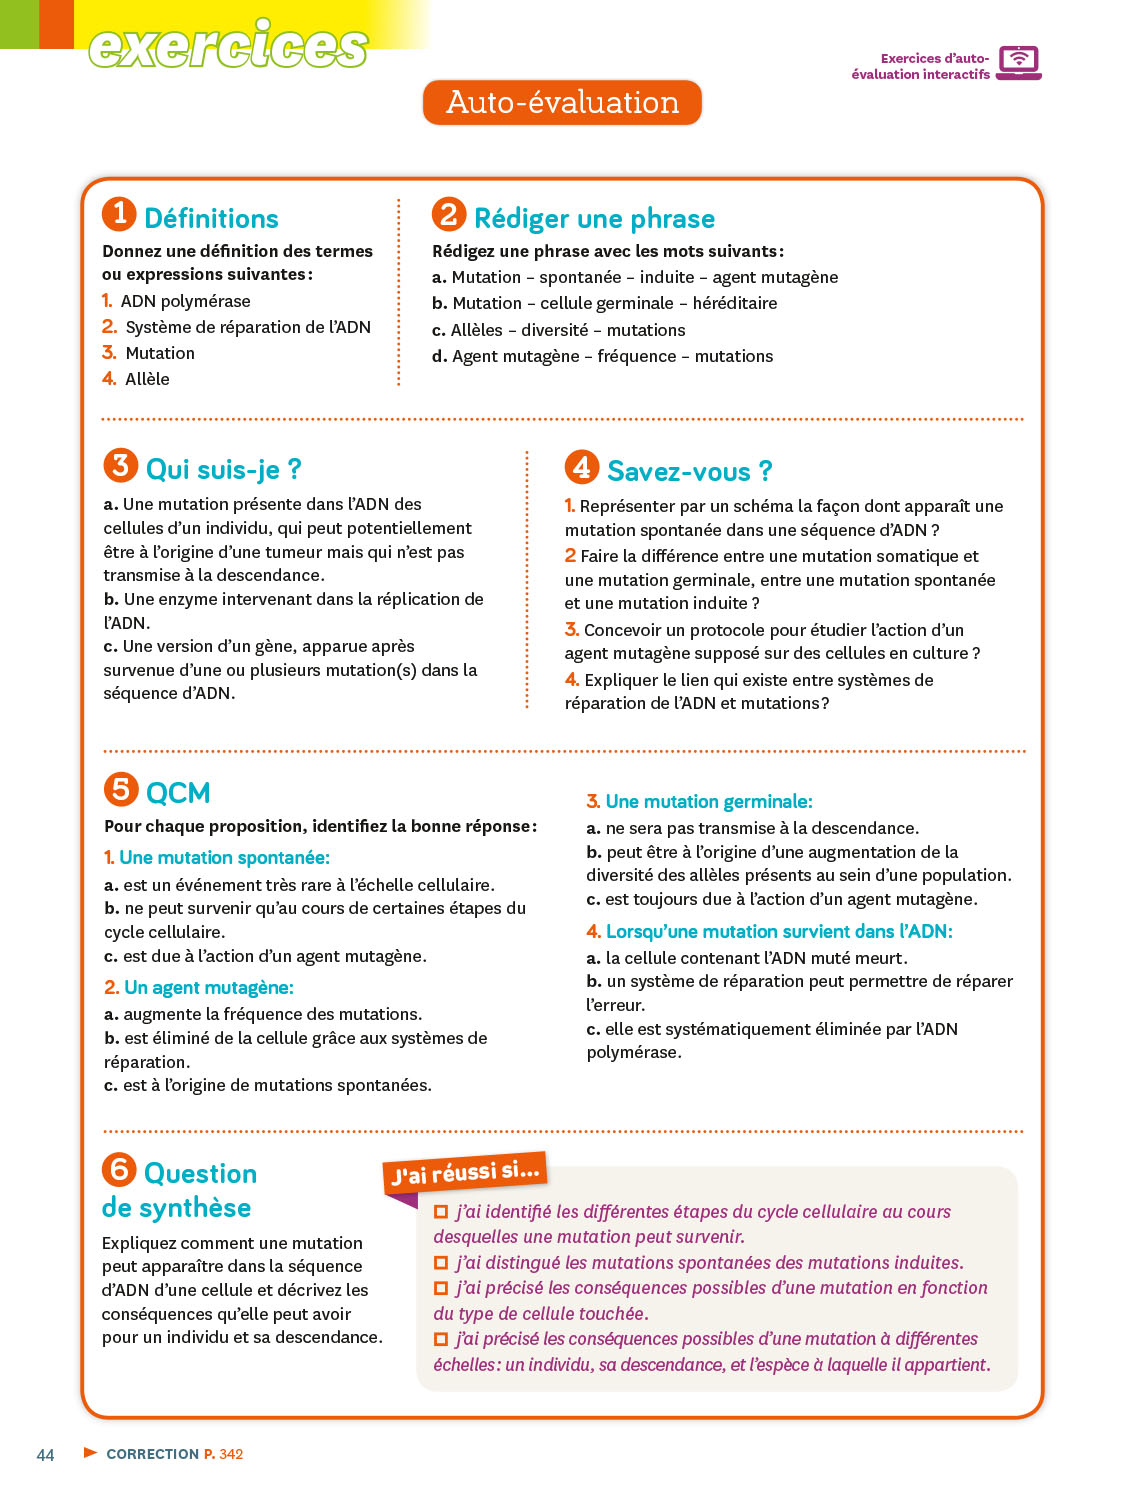 exercices
Exercices d'auto-
évaluation interactifs
Auto-évaluation
1 Définitions
Donnez une définition des termes
ou expressions suivantes :
1. ADN polymérase
2. Système de réparation de l'ADN
3. Mutation
4. Allèle
2 Rédiger une phrase
Rédigez une phrase avec les mots suivants :
a. Mutation – spontanée – induite – agent mutagène
b. Mutation – cellule germinale – héréditaire
c. Allèles – diversité – mutations
d. Agent mutagène – fréquence – mutations
3 Qui suis-je ?
a. Une mutation présente dans l'ADN des
cellules d'un individu, qui peut potentiellement
être à l'origine d'une tumeur mais qui n'est pas
transmise à la descendance.
b. Une enzyme intervenant dans la réplication de
l'ADN.
c. Une version d'un gène, apparue après
survenue d'une ou plusieurs mutation(s) dans la
séquence d'ADN.
4 Savez-vous ?
1. Représenter par un schéma la façon dont apparaît une
mutation spontanée dans une séquence d'ADN ?
2 Faire la différence entre une mutation somatique et
une mutation germinale, entre une mutation spontanée
et une mutation induite ?
3. Concevoir un protocole pour étudier l'action d'un
agent mutagène supposé sur des cellules en culture ?
4. Expliquer le lien qui existe entre systèmes de
réparation de l'ADN et mutations ?
5 QCM
Pour chaque proposition, identifiez la bonne réponse :
1. Une mutation spontanée:
a. est un événement très rare à l'échelle cellulaire.
b. ne peut survenir qu'au cours de certaines étapes du
cycle cellulaire.
c. est due à l'action d'un agent mutagène.
2. Un agent mutagène:
a. augmente la fréquence des mutations.
b. est éliminé de la cellule grâce aux systèmes de
réparation.
c. est à l'origine de mutations spontanées.
3. Une mutation germinale:
a. ne sera pas transmise à la descendance.
b. peut être à l'origine d'une augmentation de la
diversité des allèles présents au sein d'une population.
c. est toujours due à l'action d'un agent mutagène.
4. Lorsqu'une mutation survient dans l'ADN:
a. la cellule contenant l'ADN muté meurt.
b. un système de réparation peut permettre de réparer
l'erreur.
c. elle est systématiquement éliminée par l'ADN
polymérase.
6 Question
de synthèse
Expliquez comment une mutation
peut apparaître dans la séquence
d'ADN d'une cellule et décrivez les
conséquences qu'elle peut avoir
pour un individu et sa descendance.
J'ai réussi si...
j'ai identifié les différentes étapes du cycle cellulaire au cours
desquelles une mutation peut survenir.
j'ai distingué les mutations spontanées des mutations induites.
j'ai précisé les conséquences possibles d'une mutation en fonction
du type de cellule touchée.
j'ai précisé les conséquences possibles d'une mutation à différentes
échelles : un individu, sa descendance, et l'espèce à laquelle il appartient.
44
CORRECTION P. 342